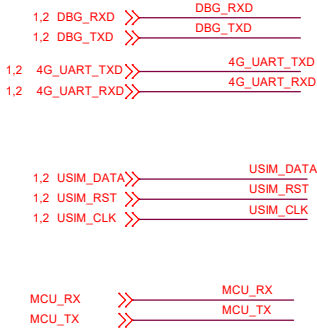 1,2 DBG_RXD DBG_RXD
1,2 DBG_TXD DBG_TXD
1,2 4G_UART_TXD 4G_UART_TXD
1,2 4G_UART_RXD 4G_UART_RXD
1,2 USIM_DATA USIM_DATA
1,2 USIM_RST USIM_RST
1,2 USIM_CLK USIM_CLK
MCU_RX MCU_RX
MCU_TX MCU_TX